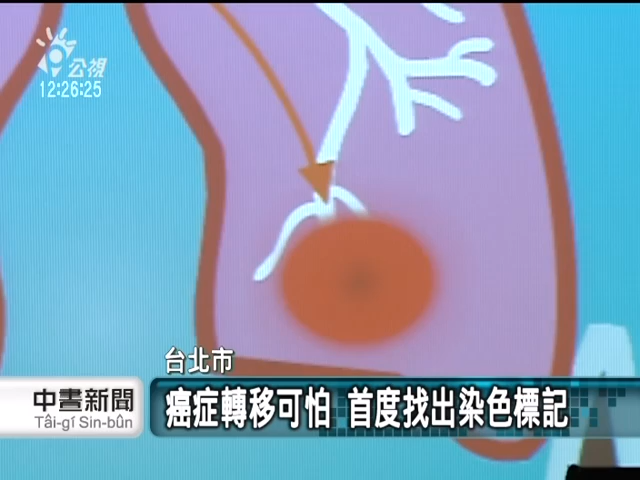 公視
12:26:25
台北市
中晝新聞
Tâi-gí Sin-bûn
癌症轉移可怕 首度找出染色標記